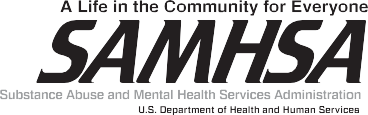 A Life in the Community for Everyone
SAMHSA
Substance Abuse and Mental Health Services Administration
U.S. Department of Health and Human Services